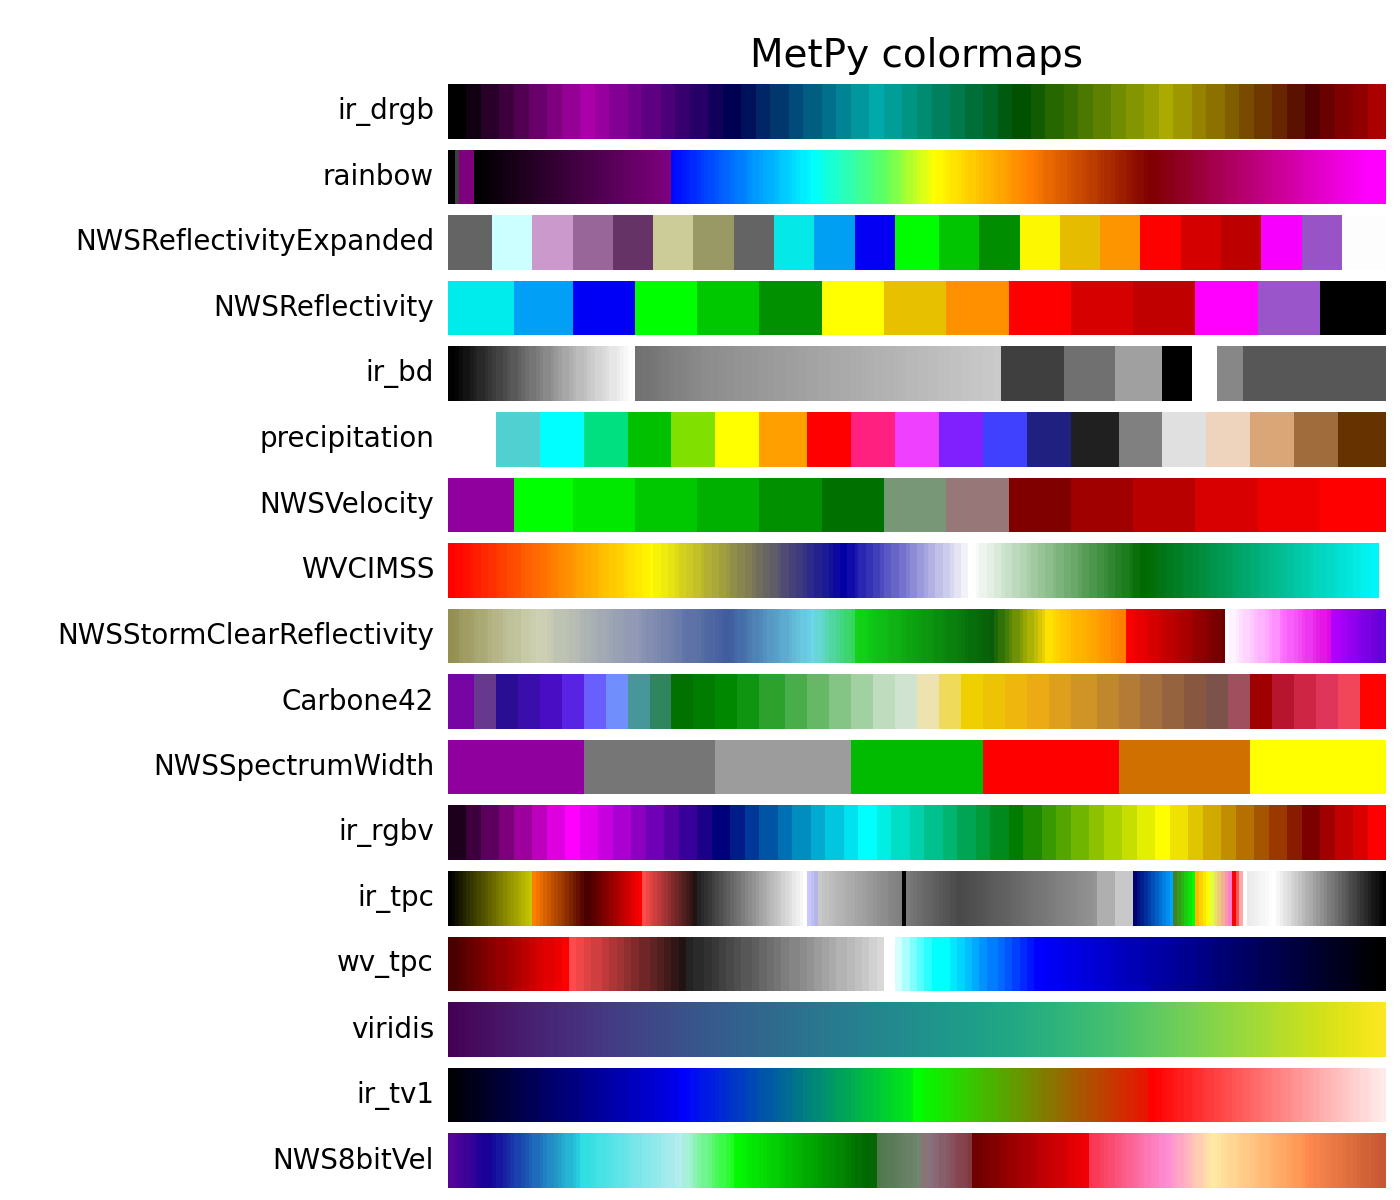 MetPy colormaps
ir_drgb
rainbow
NWSReflectivityExpanded
NWSReflectivity
ir_bd
precipitation
NWSVelocity
WVCIMSS
NWSStormClearReflectivity
Carbone42
NWSSpectrumWidth
ir_rgbv
ir_tpc
wv_tpc
viridis
ir_tv1
NWS8bitVel